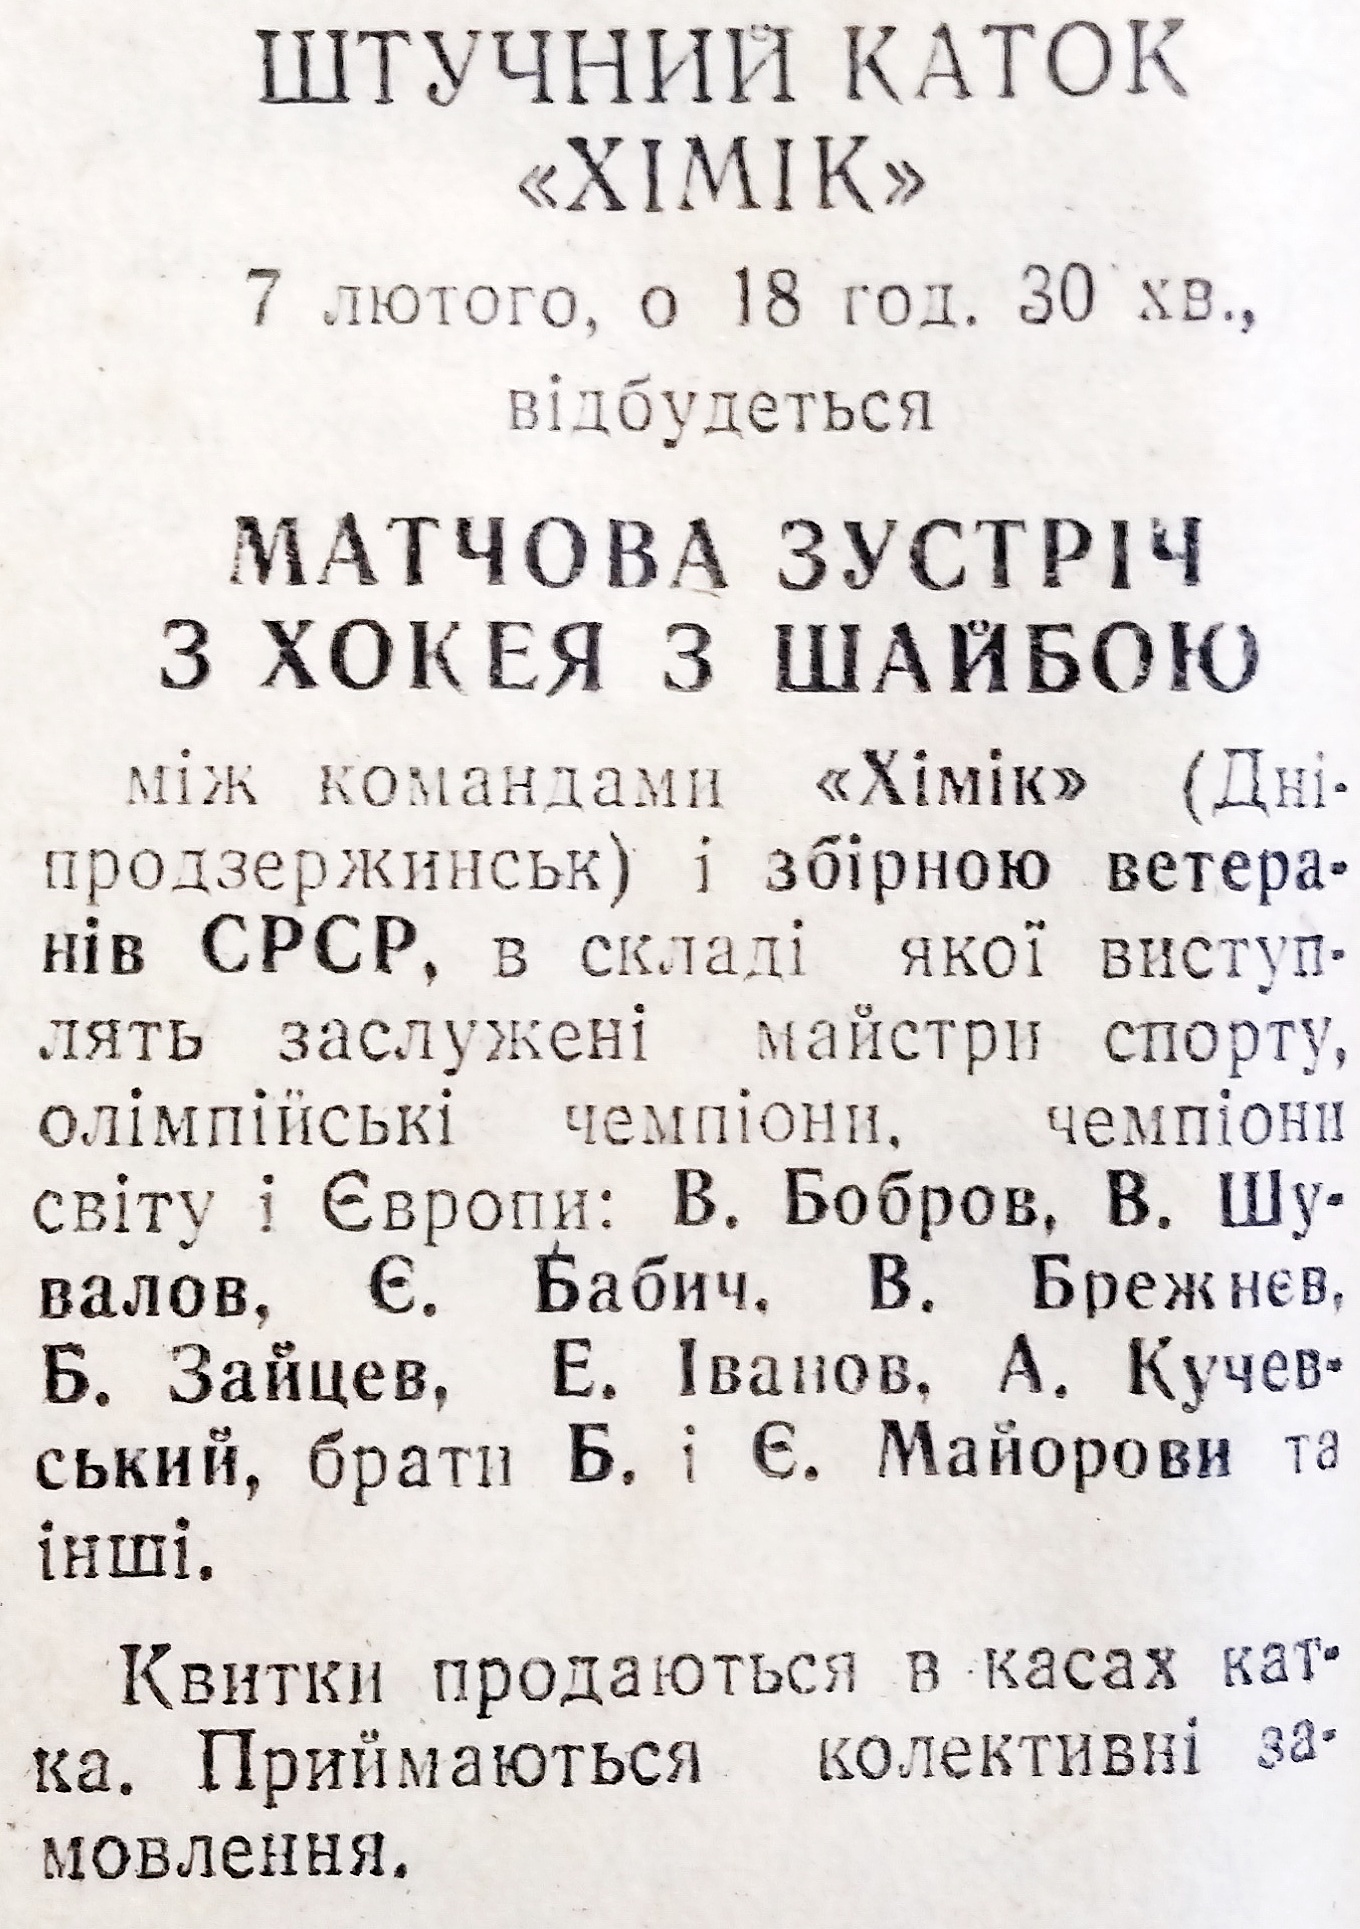 ШТУЧНИЙ КАТОК
«ХІМІК»
7 лютого, о 18 год. 30 хв.,
відбудеться
МАТЧОВА ЗУСТРІЧ
З ХОКЕЯ З ШАЙБОЮ
між командами «Хімік» (Дні-
продзержинськ) і збірною ветера-
нів СРСР, в складі якої виступ-
лять заслужені майстри спорту,
олімпійські чемпіони, чемпіони
світу і Європи: В. Бобров, В. Шу-
валов, Є. Бабич, В. Брежнєв,
Б. Зайцев, Е. Іванов, А. Кучев-
ський, брати Б. і Є. Майорови та
інші.
Квитки продаються в касах кат-
ка. Приймаються колективні за-
мовлення.